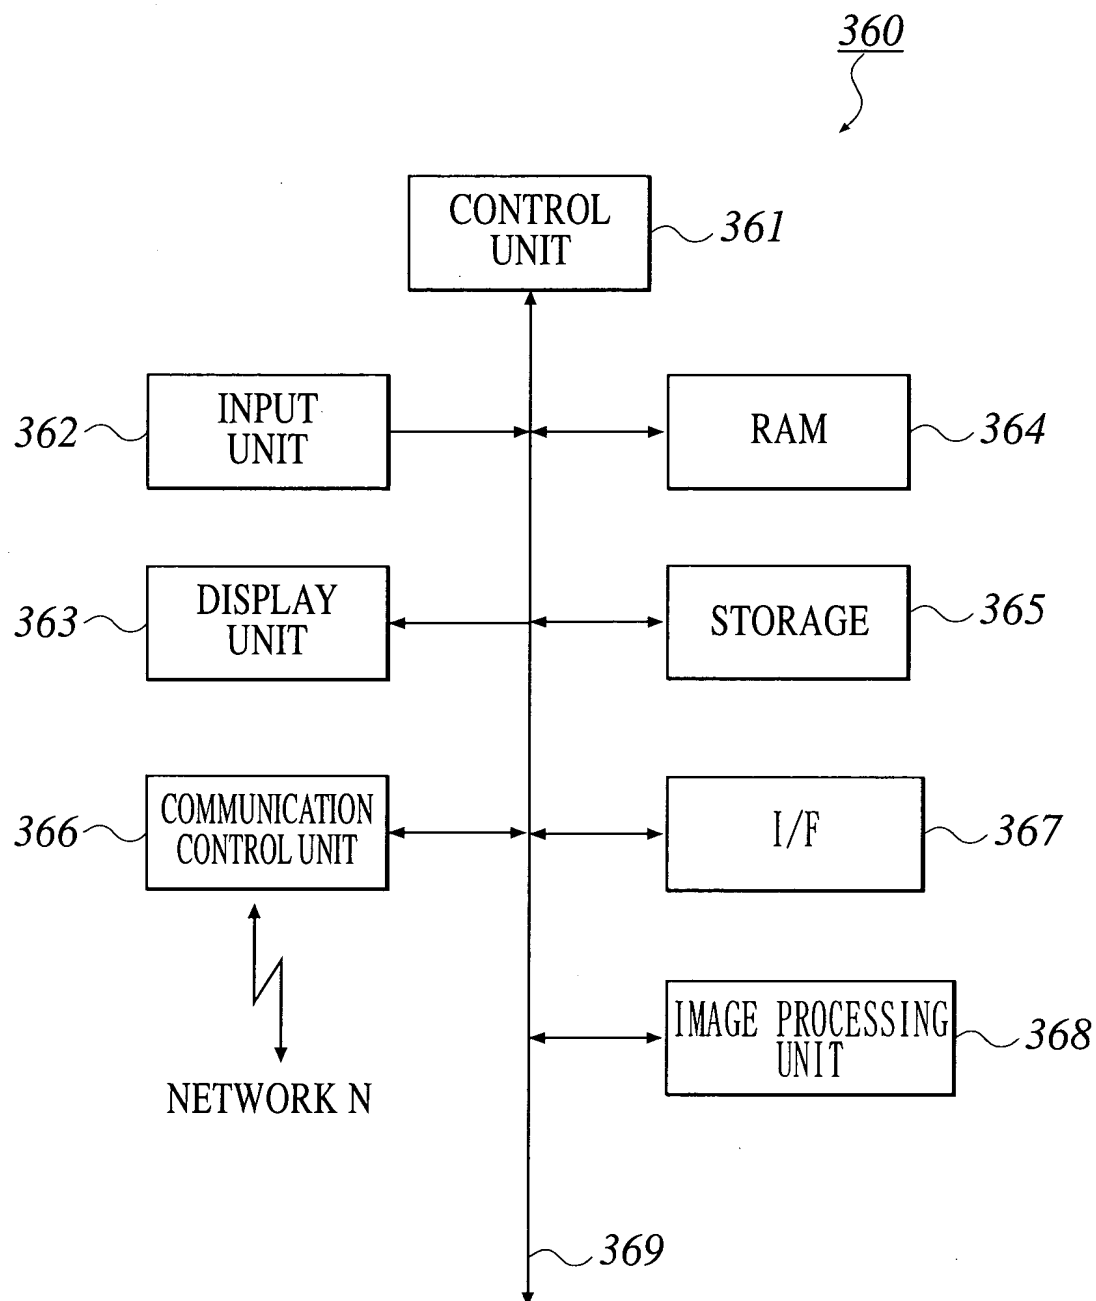 360
CONTROL
UNIT
361
INPUT
UNIT
362
RAM
364
DISPLAY
UNIT
363
STORAGE
365
COMMUNICATION
CONTROL UNIT
366
I/F
367
IMAGE PROCESSING
UNIT
368
NETWORK N
369